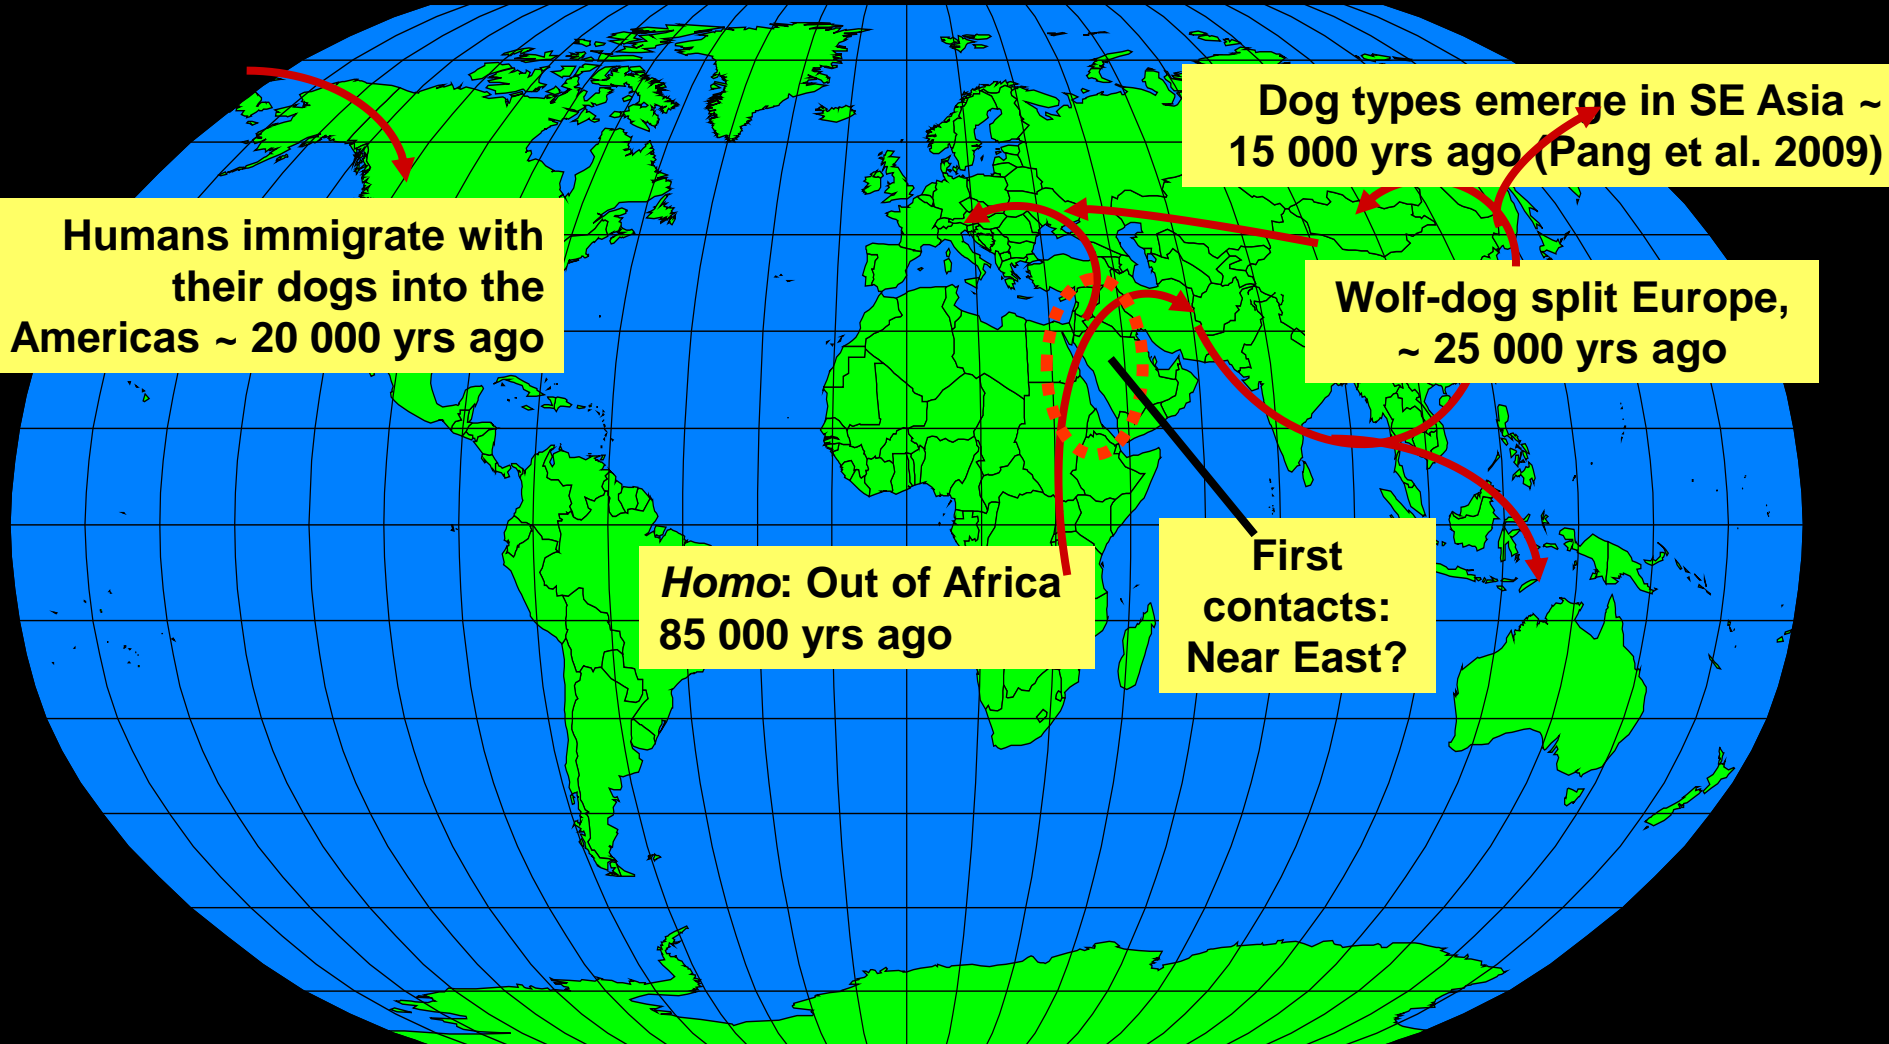 Dog types emerge in SE Asia ~
15 000 yrs ago (Pang et al. 2009)
Humans immigrate with
their dogs into the
Americas ~ 20 000 yrs ago
Wolf-dog split Europe,
~ 25 000 yrs ago
First
contacts:
Near East?
Homo: Out of Africa
85 000 yrs ago